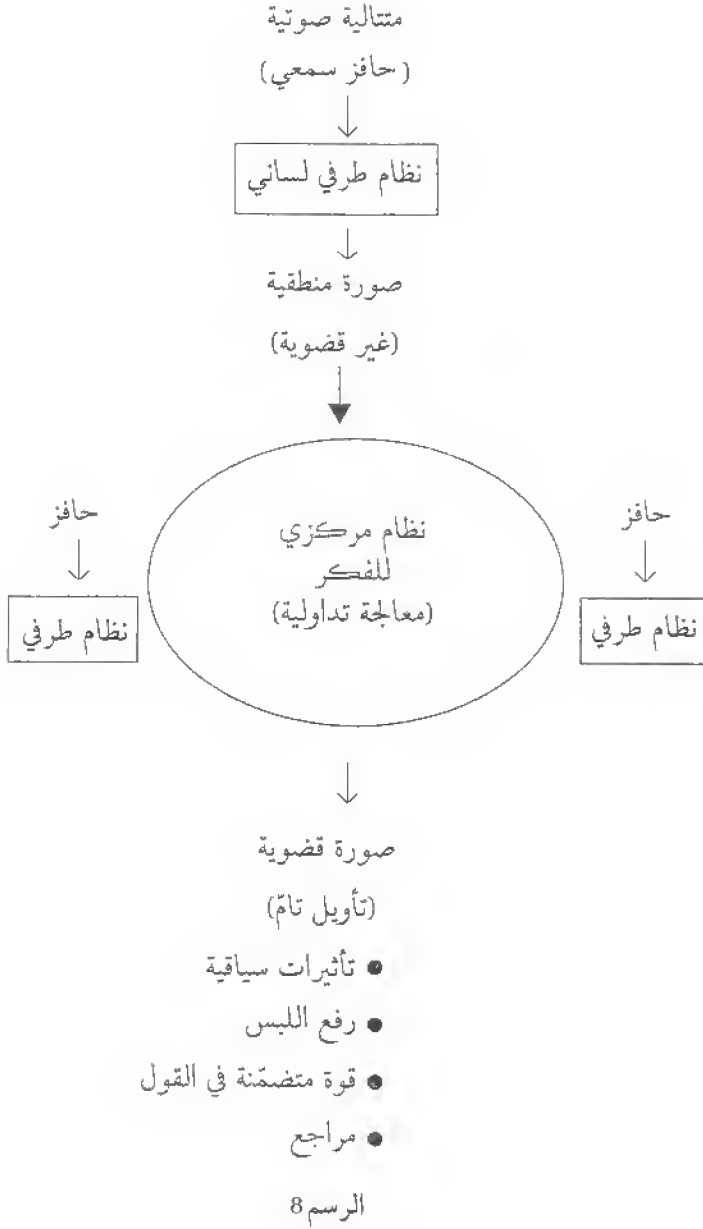 متتالية صوتية
(حافز سمعي)
نظام طرفي لساني
صورة منطقية
(غير قضوية)
حافز
نظام طرفي
نظام مركزي
للفكر
(معالجة تداولية)
حافز
نظام طرفي
صورة قضوية
(تأويل تامّ)
● تأثيرات سياقية
● رفع اللبس
● قوة متضمّنة في القول
● مراجع
الرسم 8